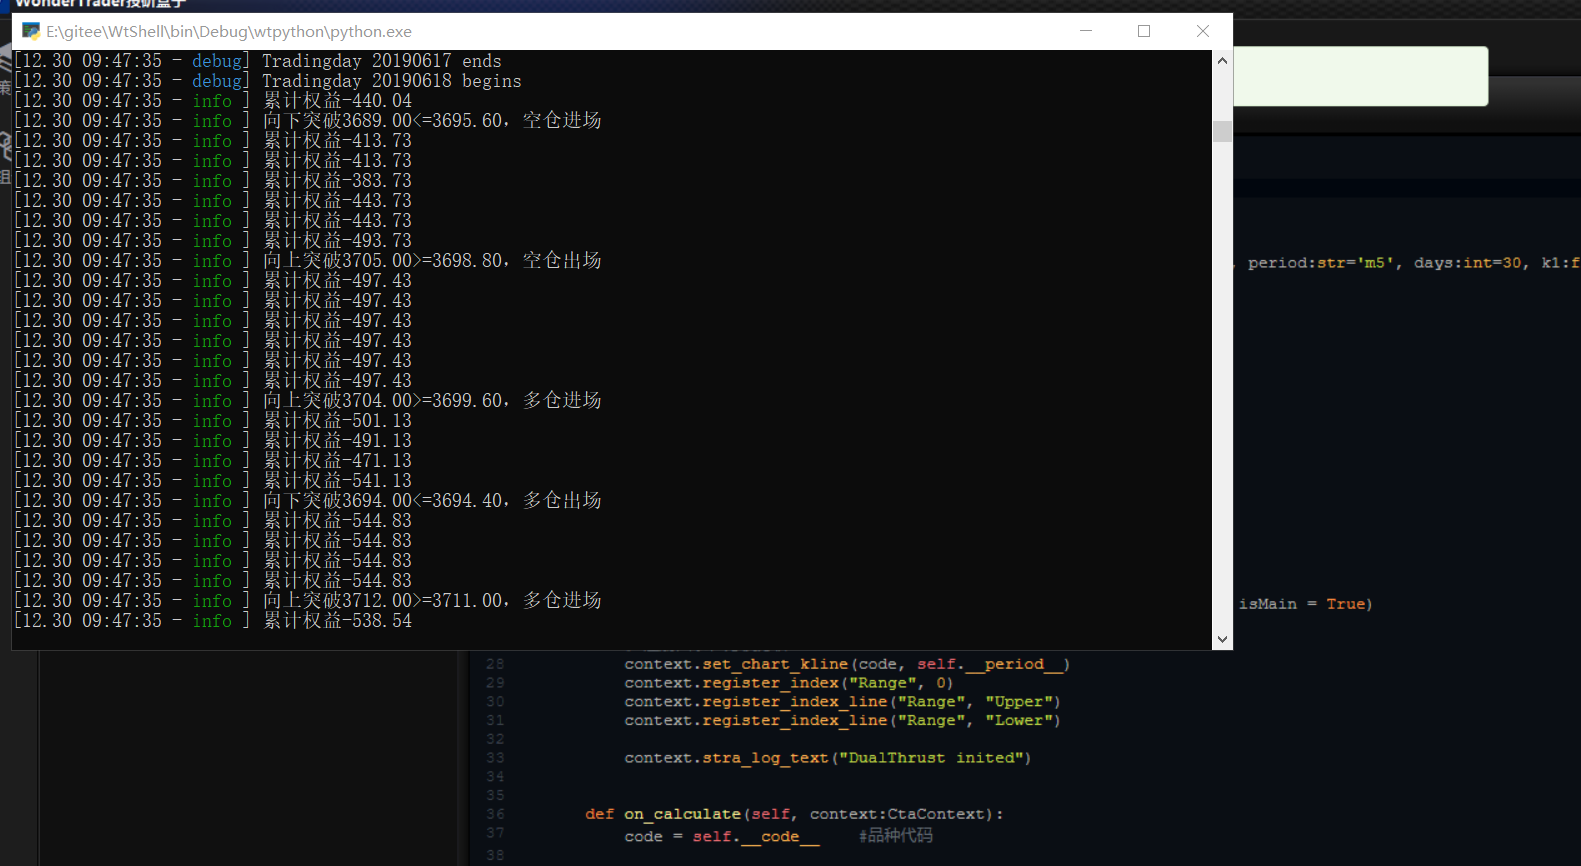 WonderTrader投研盒子
E:\gitee\WtShell\bin\Debug\wtpython\python.exe
[12.30 09:47:35 - debug] Tradingday 20190617 ends
[12.30 09:47:35 - debug] Tradingday 20190618 begins
[12.30 09:47:35 - info ] 累计权益-440.04
[12.30 09:47:35 - info ] 向下突破3689.00<=3695.60，空仓进场
[12.30 09:47:35 - info ] 累计权益-413.73
[12.30 09:47:35 - info ] 累计权益-413.73
[12.30 09:47:35 - info ] 累计权益-383.73
[12.30 09:47:35 - info ] 累计权益-443.73
[12.30 09:47:35 - info ] 累计权益-443.73
[12.30 09:47:35 - info ] 累计权益-493.73
[12.30 09:47:35 - info ] 向上突破3705.00>=3698.80，空仓出场
[12.30 09:47:35 - info ] 累计权益-497.43
[12.30 09:47:35 - info ] 累计权益-497.43
[12.30 09:47:35 - info ] 累计权益-497.43
[12.30 09:47:35 - info ] 累计权益-497.43
[12.30 09:47:35 - info ] 累计权益-497.43
[12.30 09:47:35 - info ] 累计权益-497.43
[12.30 09:47:35 - info ] 向上突破3704.00>=3699.60，多仓进场
[12.30 09:47:35 - info ] 累计权益-501.13
[12.30 09:47:35 - info ] 累计权益-491.13
[12.30 09:47:35 - info ] 累计权益-471.13
[12.30 09:47:35 - info ] 累计权益-541.13
[12.30 09:47:35 - info ] 向下突破3694.00<=3694.40，多仓出场
[12.30 09:47:35 - info ] 累计权益-544.83
[12.30 09:47:35 - info ] 累计权益-544.83
[12.30 09:47:35 - info ] 累计权益-544.83
[12.30 09:47:35 - info ] 累计权益-544.83
[12.30 09:47:35 - info ] 向上突破3712.00>=3711.00，多仓进场
[12.30 09:47:35 - info ] 累计权益-538.54
, period:str='m5', days:int=30, k1:f
isMain = True)
28 context.set_chart_kline(code, self.__period__)
29 context.register_index("Range", 0)
30 context.register_index_line("Range", "Upper")
31 context.register_index_line("Range", "Lower")
32
33 context.stra_log_text("DualThrust inited")
34
35
36 def on_calculate(self, context:CtaContext):
37 code = self.__code__ #品种代码
38